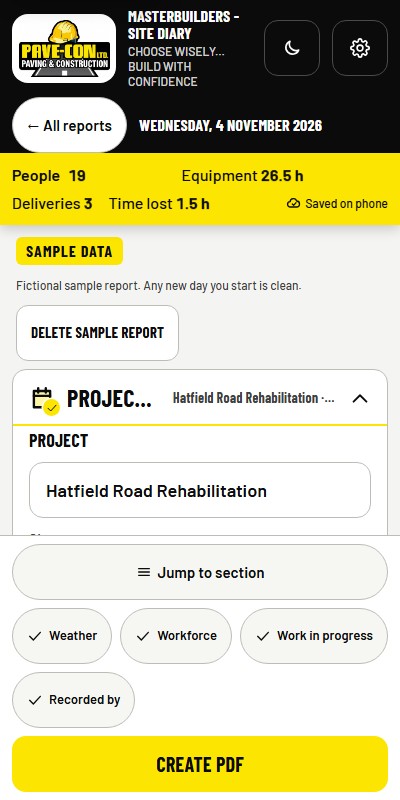 PAVE-CON LTD.
PAVING & CONSTRUCTION
MASTERBUILDERS -
SITE DIARY
CHOOSE WISELY...
BUILD WITH
CONFIDENCE
← All reports
WEDNESDAY, 4 NOVEMBER 2026
People 19
Equipment 26.5 h
Deliveries 3
Time lost 1.5 h
Saved on phone
SAMPLE DATA
Fictional sample report. Any new day you start is clean.
DELETE SAMPLE REPORT
PROJEC...
Hatfield Road Rehabilitation ·...
PROJECT
Hatfield Road Rehabilitation
Jump to section
Weather
Workforce
Work in progress
Recorded by
CREATE PDF